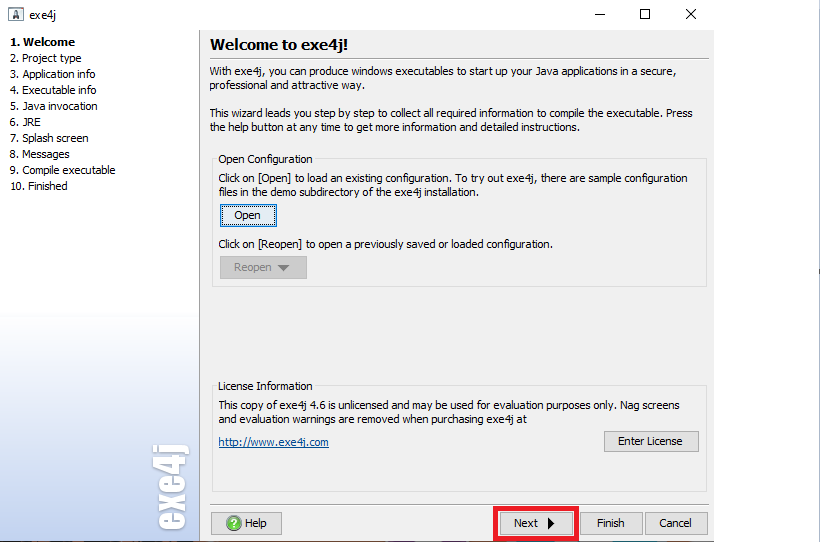 exe4j
1. Welcome
2. Project type
3. Application info
4. Executable info
5. Java invocation
6. JRE
7. Splash screen
8. Messages
9. Compile executable
10. Finished
exe4j
Welcome to exe4j!
With exe4j, you can produce windows executables to start up your Java applications in a secure,
professional and attractive way.
This wizard leads you step by step to collect all required information to compile the executable. Press
the help button at any time to get more information and detailed instructions.
Open Configuration
Click on [Open] to load an existing configuration. To try out exe4j, there are sample configuration
files in the demo subdirectory of the exe4j installation.
Open
Click on [Reopen] to open a previously saved or loaded configuration.
Reopen
License Information
This copy of exe4j 4.6 is unlicensed and may be used for evaluation purposes only. Nag screens
and evaluation warnings are removed when purchasing exe4j at
http://www.exe4j.com
Enter License
? Help
Next
Finish
Cancel